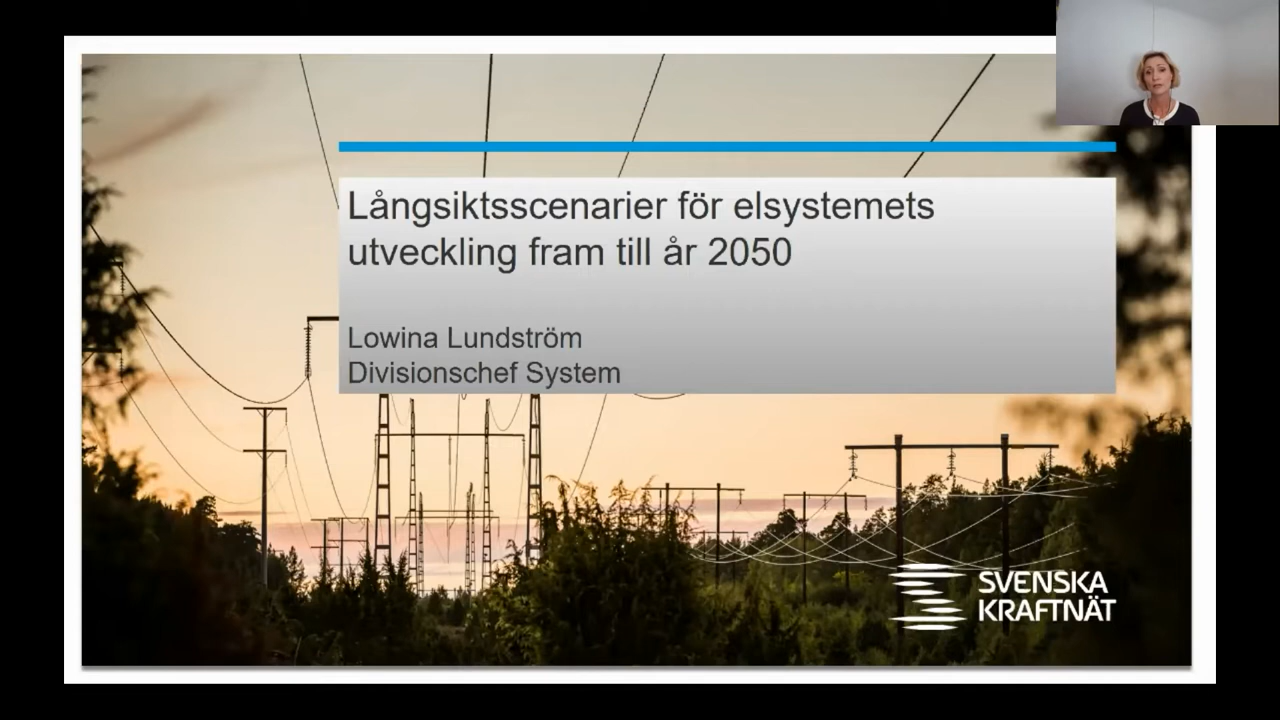 Långsiktsscenarier för elsystemets
utveckling fram till år 2050
Lowina Lundström
Divisionschef System
SVENSKA
KRAFTNÄT